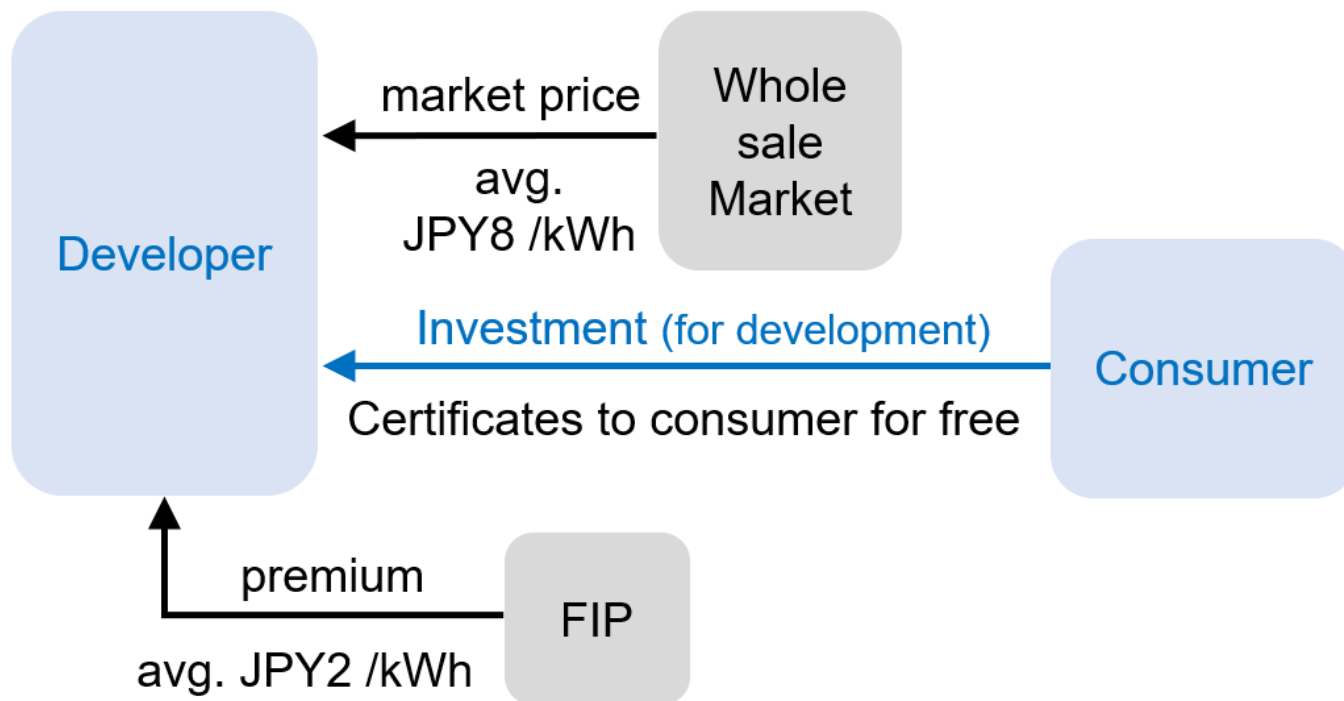 Developer
market price
avg.
JPY8 /kWh
Whole
sale
Market
Investment (for development)
Certificates to consumer for free
Consumer
premium
avg. JPY2 /kWh
FIP